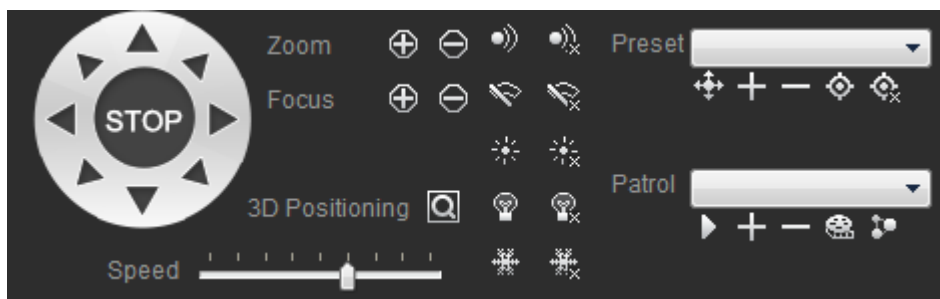 Zoom
Focus
STOP
3D Positioning
Speed
Preset
Patrol